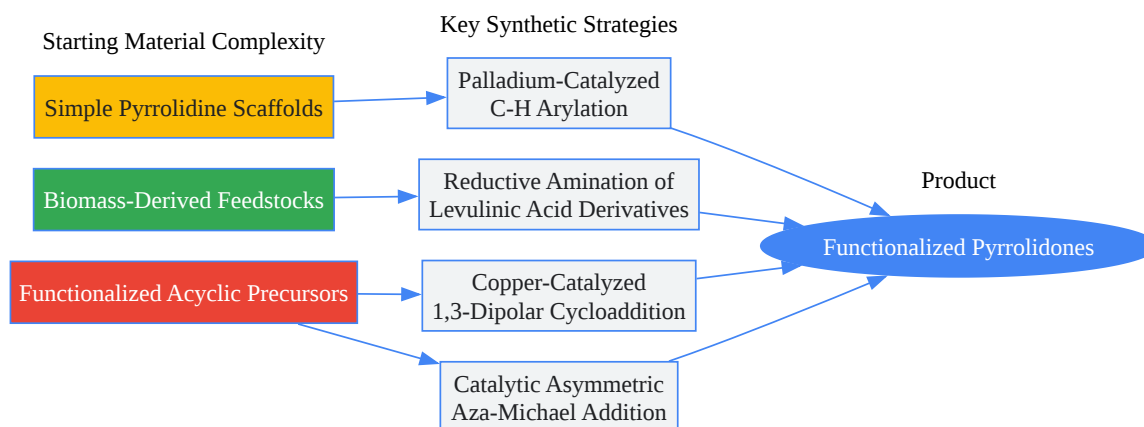 Starting Material Complexity
Key Synthetic Strategies
Simple Pyrrolidine Scaffolds
Palladium-Catalyzed
C-H Arylation
Biomass-Derived Feedstocks
Reductive Amination of
Levulinic Acid Derivatives
Product
Functionalized Pyrrolidones
Functionalized Acyclic Precursors
Copper-Catalyzed
1,3-Dipolar Cycloaddition
Catalytic Asymmetric
Aza-Michael Addition